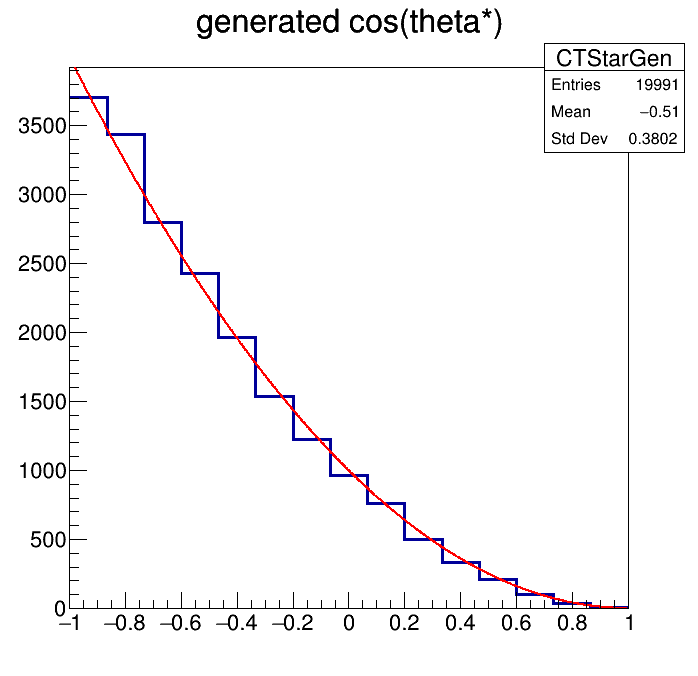 generated cos(theta*)
CTStarGen
Entries 19991
Mean −0.51
Std Dev 0.3802
3500
3000
2500
2000
1500
1000
500
0
−1 −0.8 −0.6 −0.4 −0.2 0 0.2 0.4 0.6 0.8 1